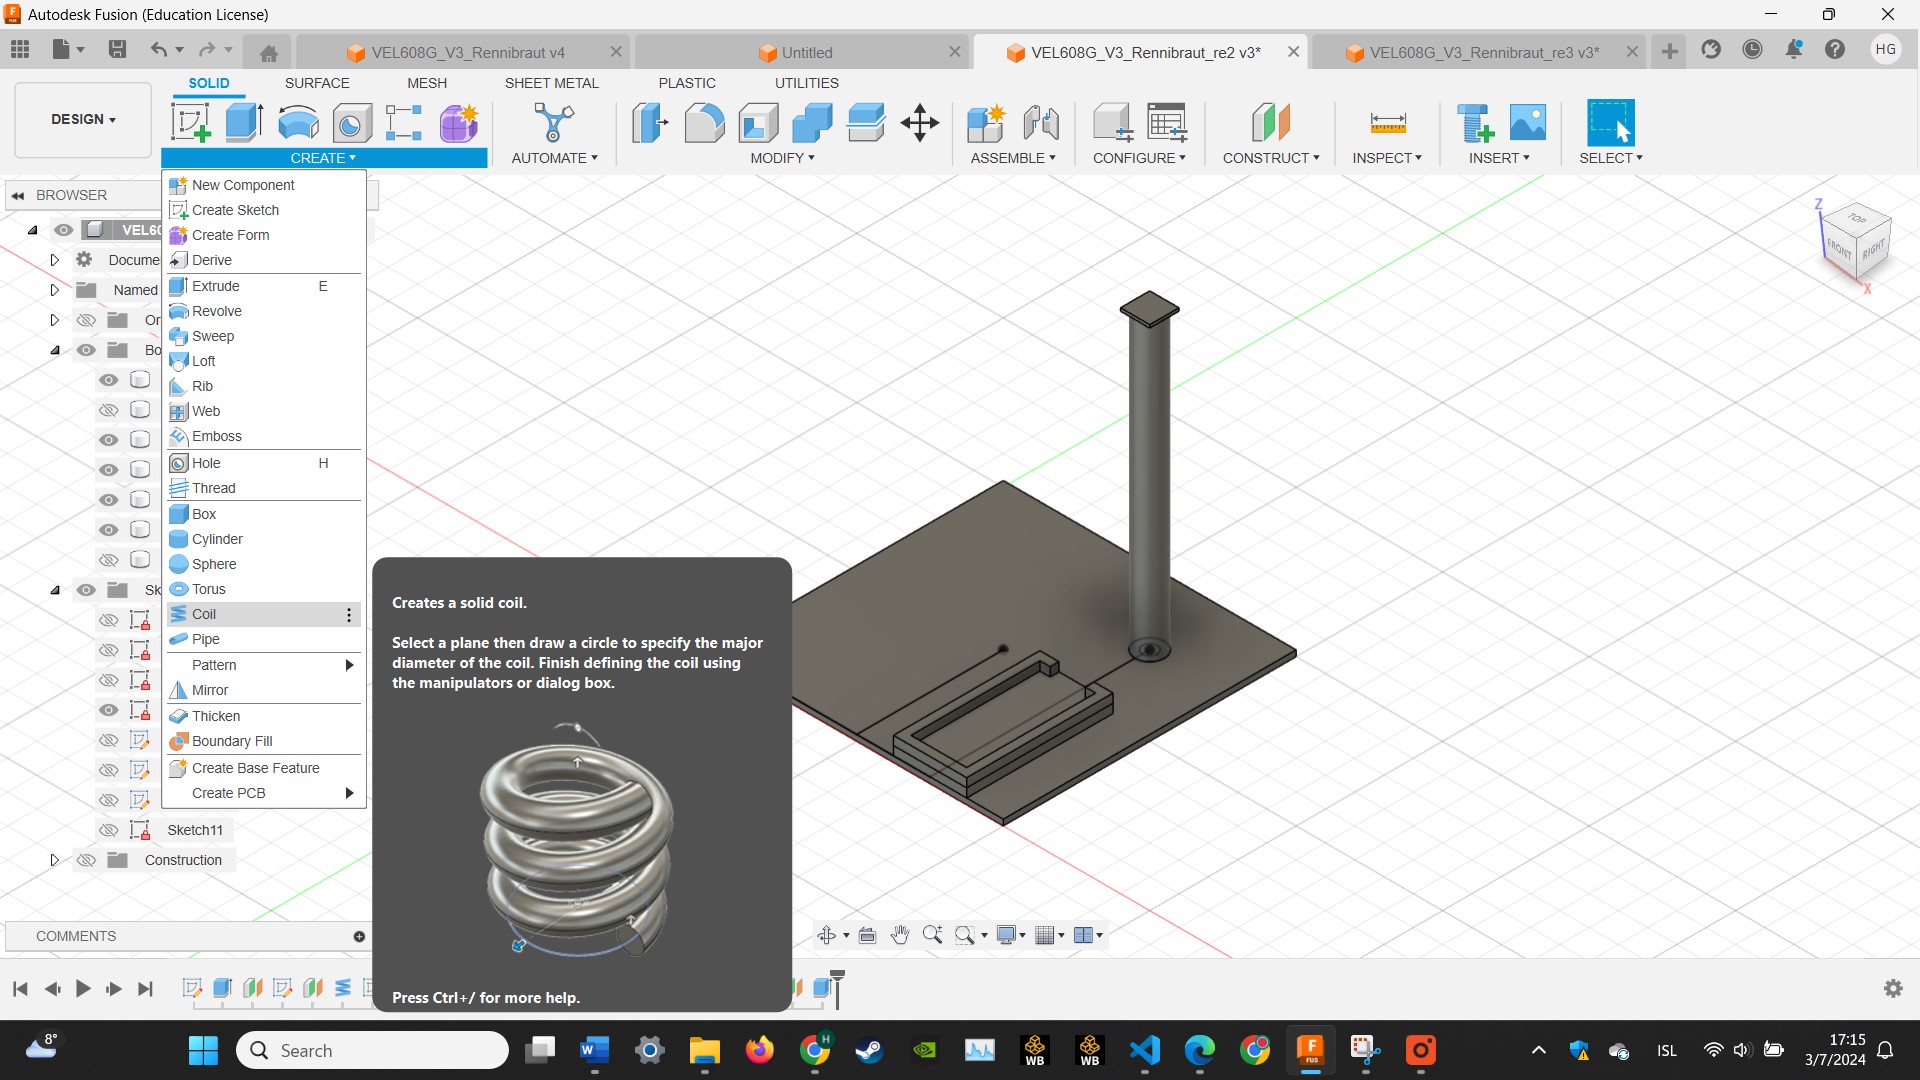 Autodesk Fusion (Education License)
VEL608G_V3_Rennibraut v4
Untitled
VEL608G_V3_Rennibraut_re2 v3*
VEL608G_V3_Rennibraut_re3 v3*
HG
DESIGN
SOLID
SURFACE
MESH
SHEET METAL
PLASTIC
UTILITIES
CREATE
AUTOMATE
MODIFY
ASSEMBLE
CONFIGURE
CONSTRUCT
INSPECT
INSERT
SELECT
BROWSER
VEL60
Docume
Named
Or
Bo
Sk
Sketch11
Construction
New Component
Create Sketch
Create Form
Derive
Extrude E
Revolve
Sweep
Loft
Rib
Web
Emboss
Hole H
Thread
Box
Cylinder
Sphere
Torus
Coil
Pipe
Pattern
Mirror
Thicken
Boundary Fill
Create Base Feature
Create PCB
Creates a solid coil.
Select a plane then draw a circle to specify the major
diameter of the coil. Finish defining the coil using
the manipulators or dialog box.
Press Ctrl+/ for more help.
Z
TOP
FRONT
RIGHT
X
COMMENTS
8°
Search
W
H
WB
WB
F
FUS
ISL
17:15
3/7/2024